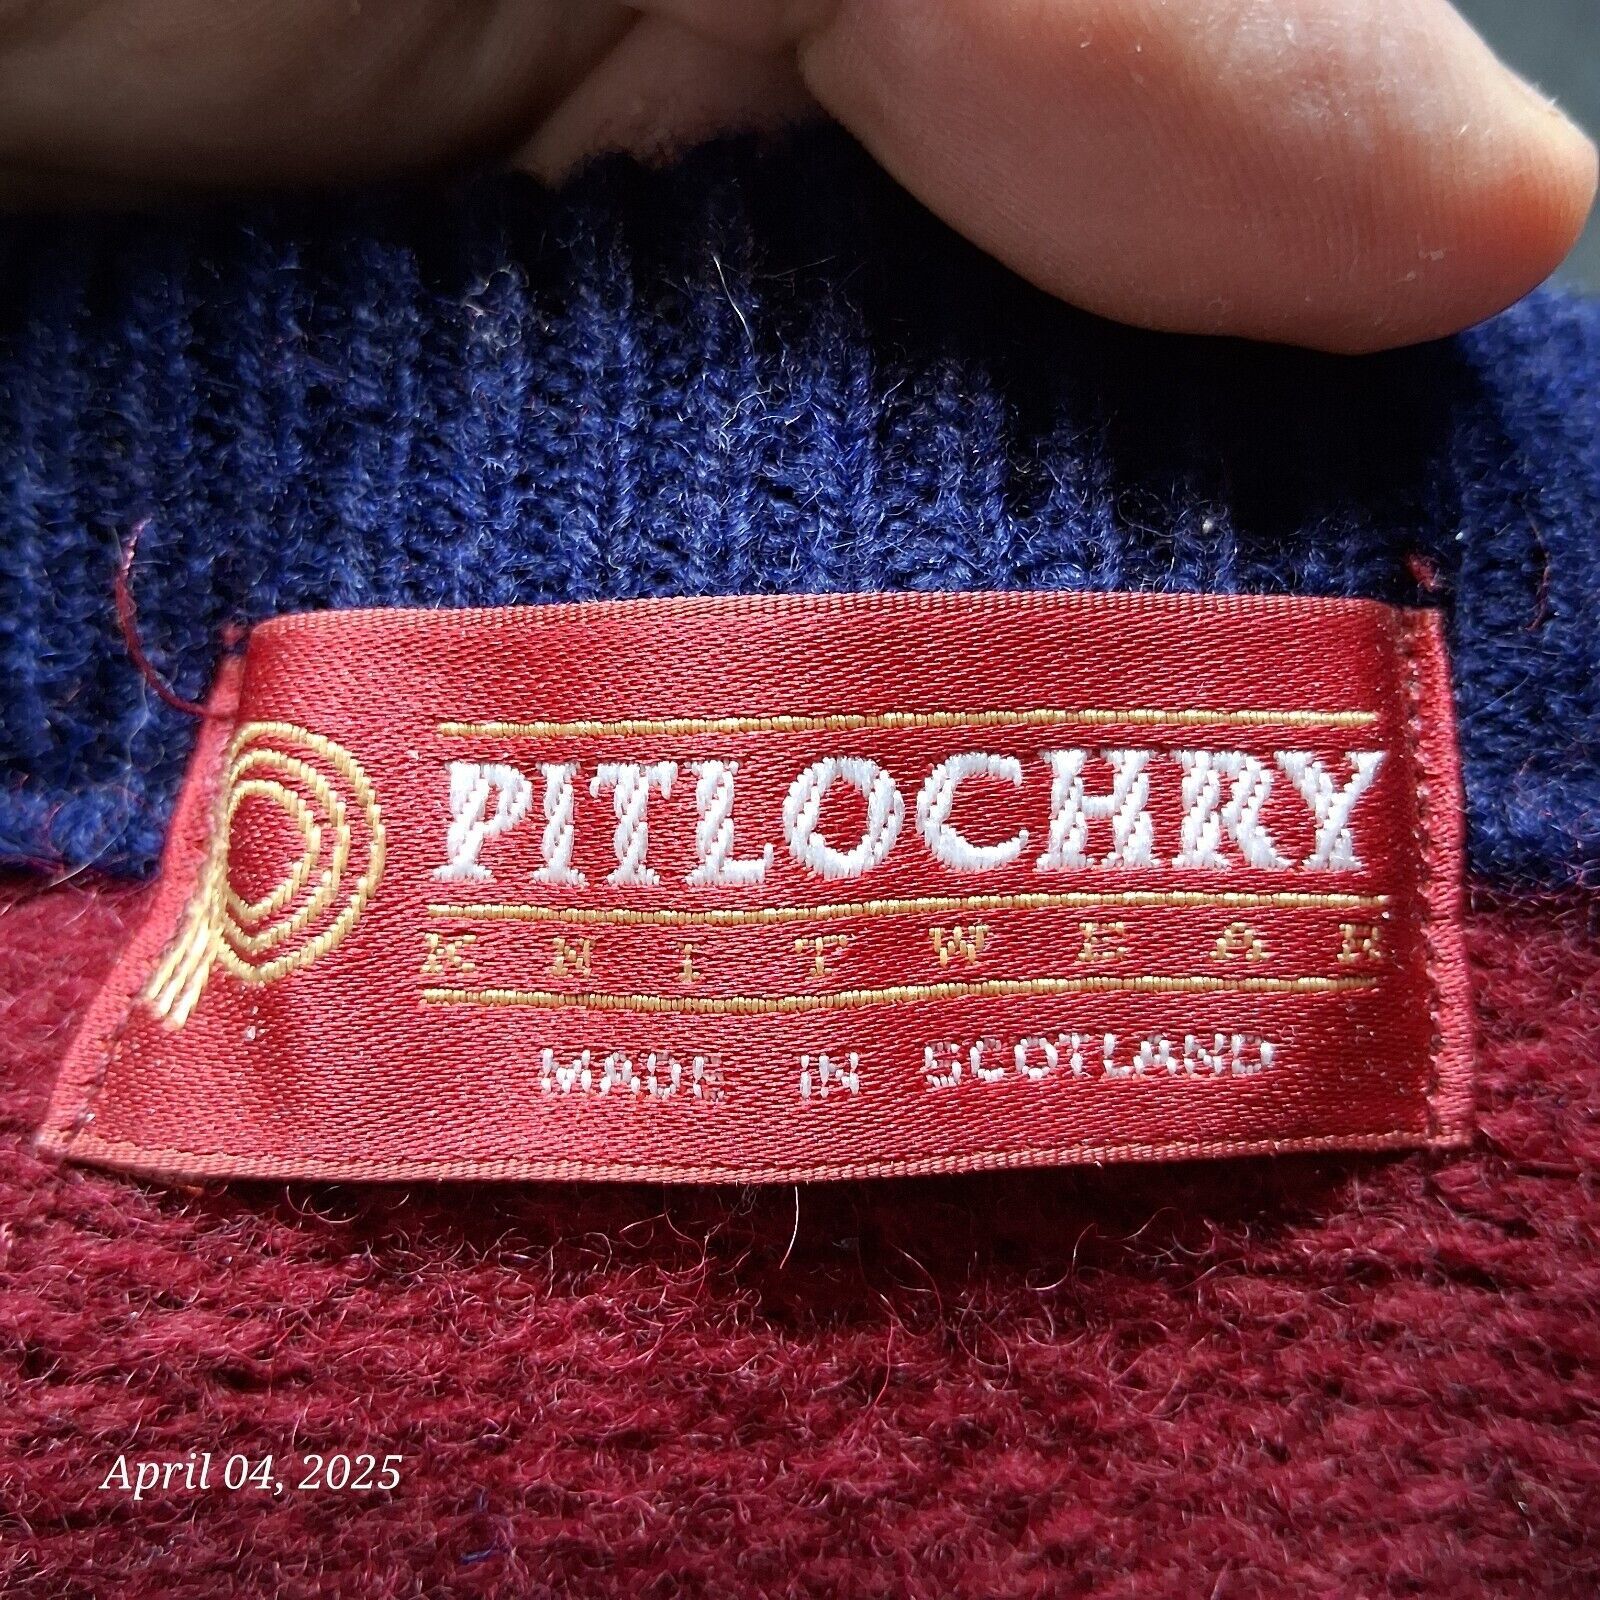 PITLOCHRY
KNITWEAR
MADE IN SCOTLAND
April 04, 2025